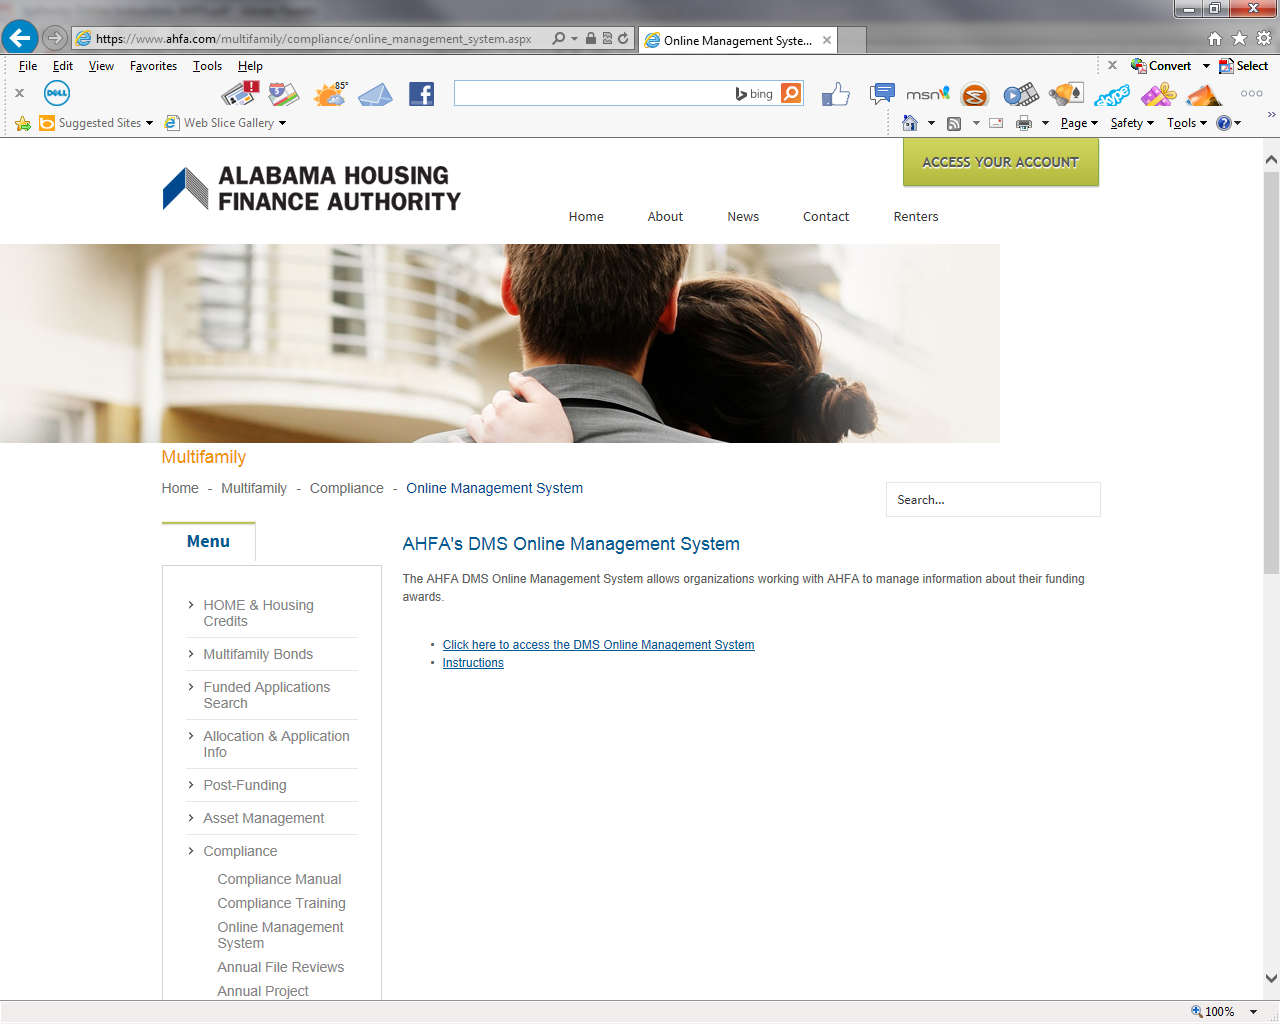 https://www.ahfa.com/multifamily/compliance/online_management_system.aspx
Online Management Syste...
File Edit View Favorites Tools Help
Convert
Select
DELL
85°
bing
msn
skype
Suggested Sites
Web Slice Gallery
Page
Safety
Tools
ACCESS YOUR ACCOUNT
ALABAMA HOUSING
FINANCE AUTHORITY
Home About News Contact Renters
Multifamily
Home - Multifamily - Compliance - Online Management System
Search...
Menu
AHFA's DMS Online Management System
The AHFA DMS Online Management System allows organizations working with AHFA to manage information about their funding
awards.
• Click here to access the DMS Online Management System
• Instructions
HOME & Housing
Credits
Multifamily Bonds
Funded Applications
Search
Allocation & Application
Info
Post-Funding
Asset Management
Compliance
Compliance Manual
Compliance Training
Online Management
System
Annual File Reviews
Annual Project
100%